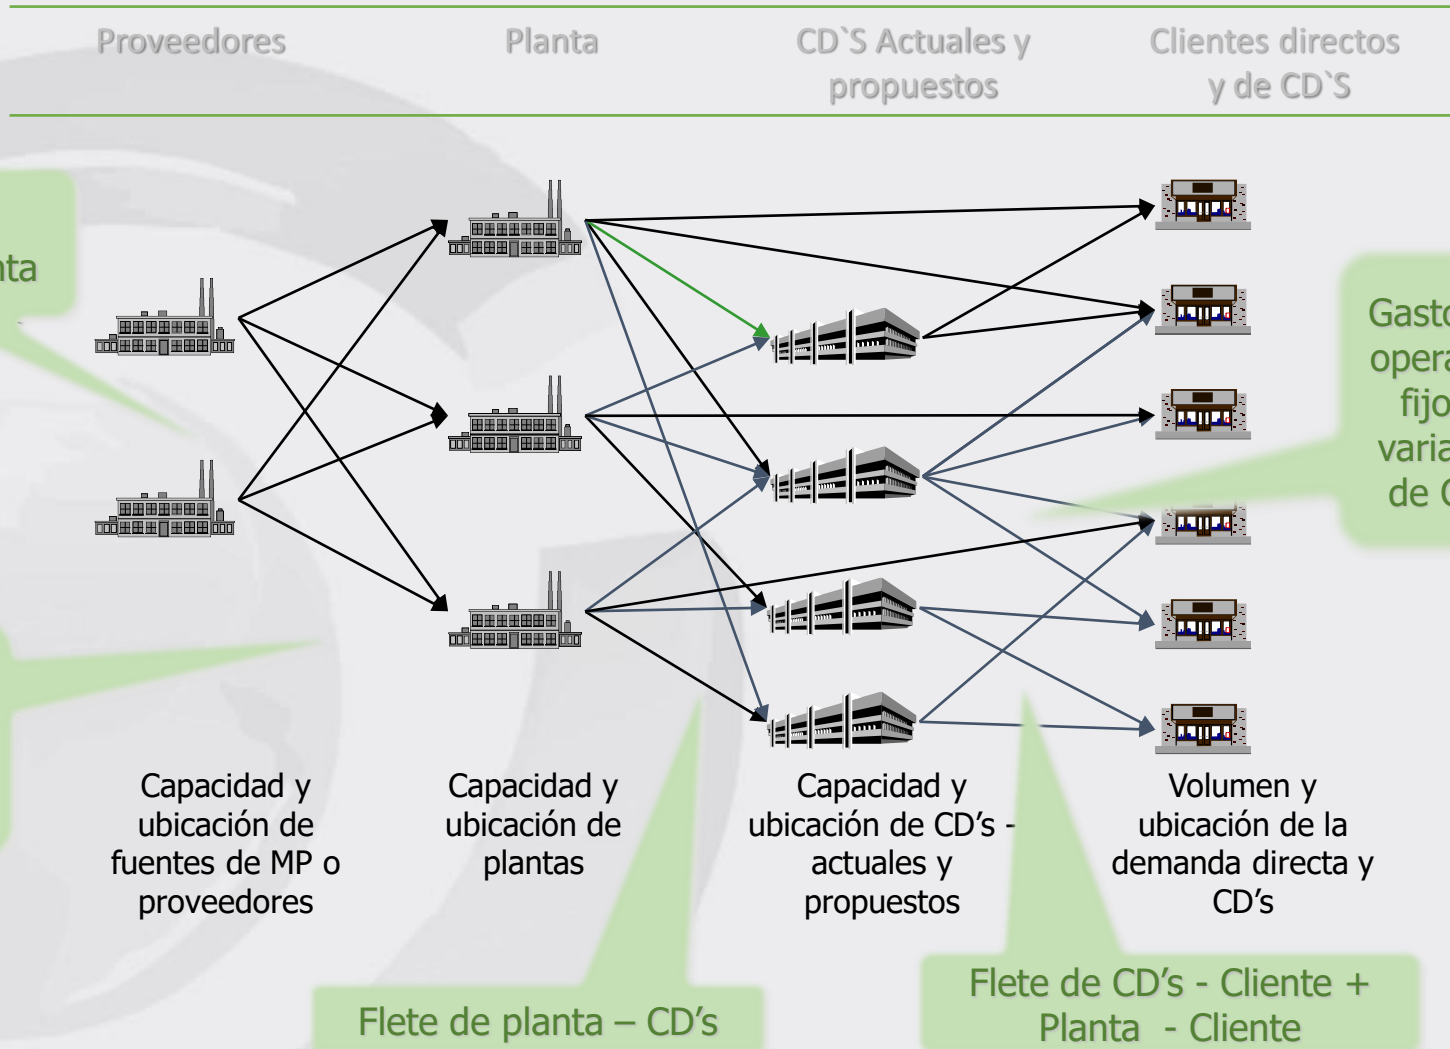 Proveedores
Planta
CD`S Actuales y
propuestos
Clientes directos
y de CD`S
Capacidad y
ubicación de
fuentes de MP o
proveedores
Capacidad y
ubicación de
plantas
Capacidad y
ubicación de CD’s -
actuales y
propuestos
Volumen y
ubicación de la
demanda directa y
CD’s
Flete de planta – CD’s
Flete de CD’s - Cliente +
Planta - Cliente
de